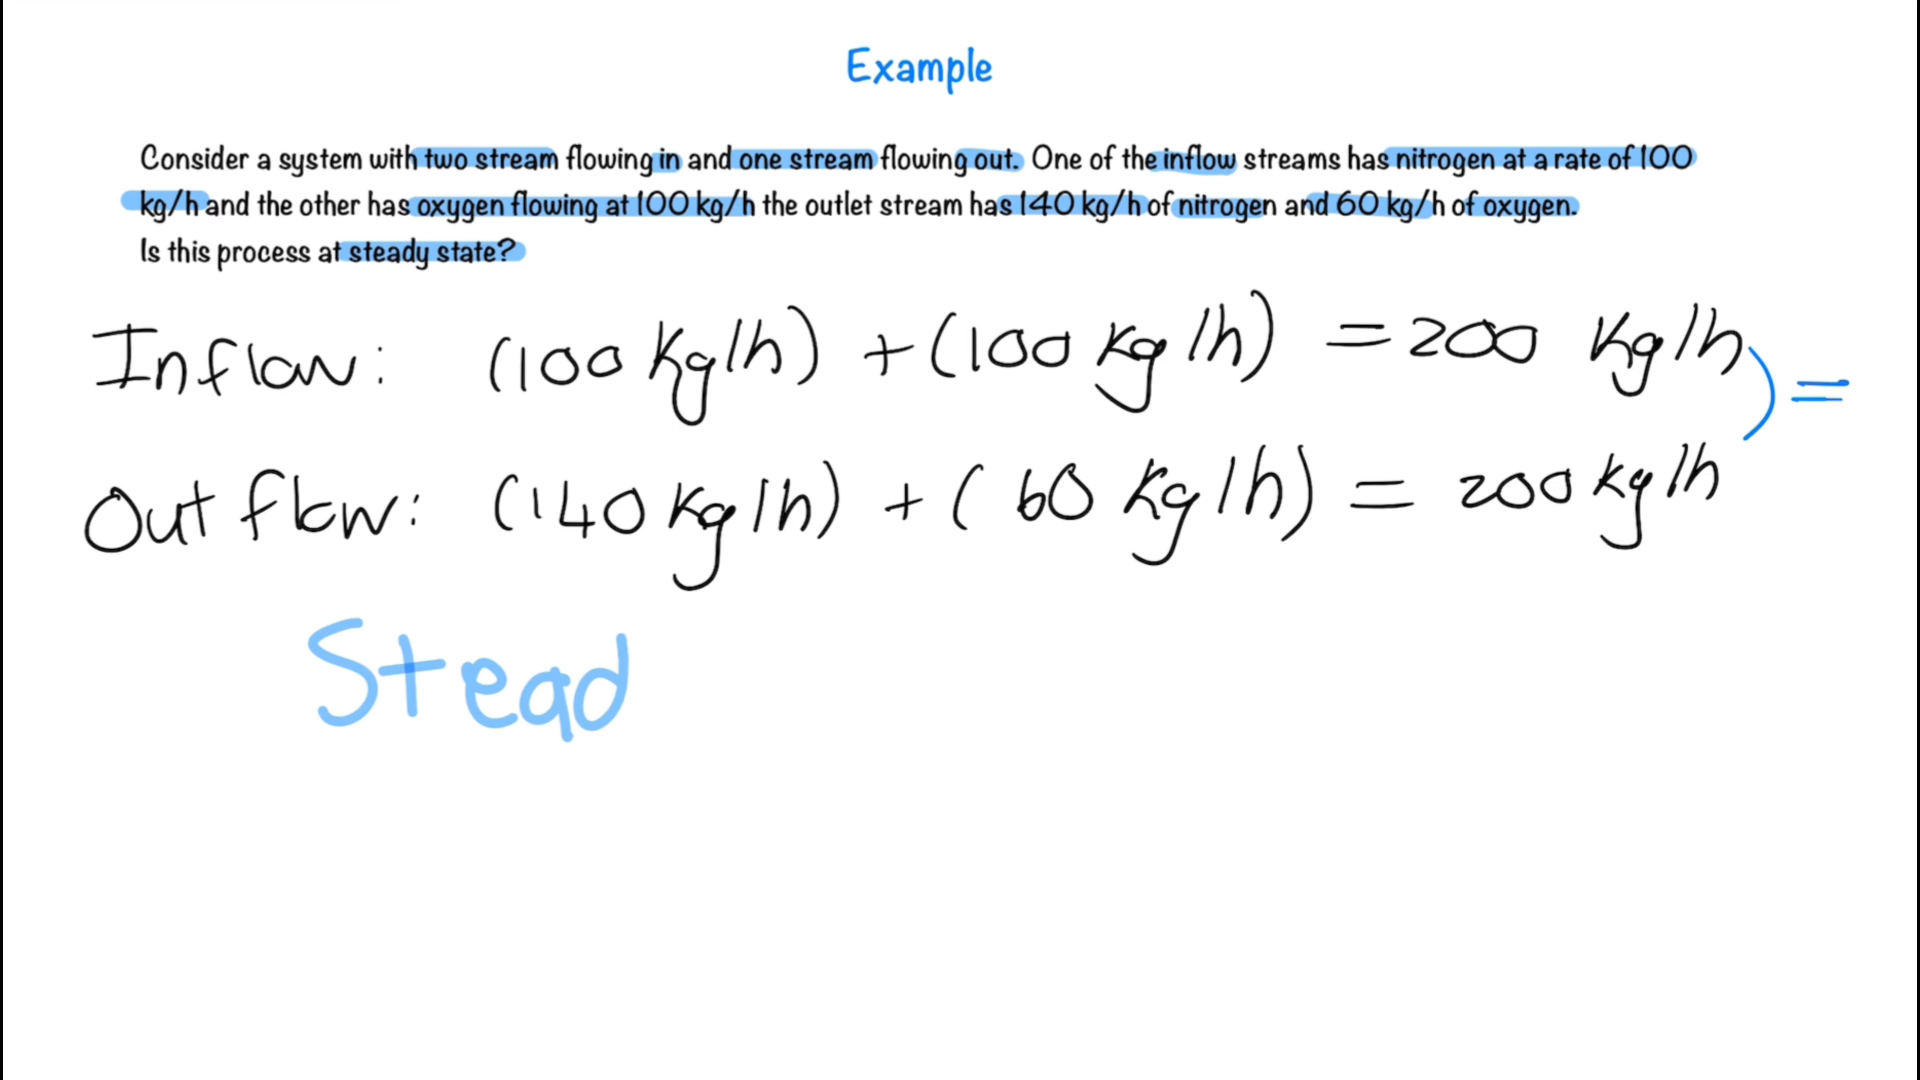 Example
Consider a system with two stream flowing in and one stream flowing out. One of the inflow streams has nitrogen at a rate of 100
kg/h and the other has oxygen flowing at 100 kg/h the outlet stream has 140 kg/h of nitrogen and 60 kg/h of oxygen.
Is this process at steady state?
Inflow: (100 kg/h) + (100 kg/h) = 200 kg/h ) =
Outflow: (140 kg/h) + (60 kg/h) = 200 kg/h
Stead